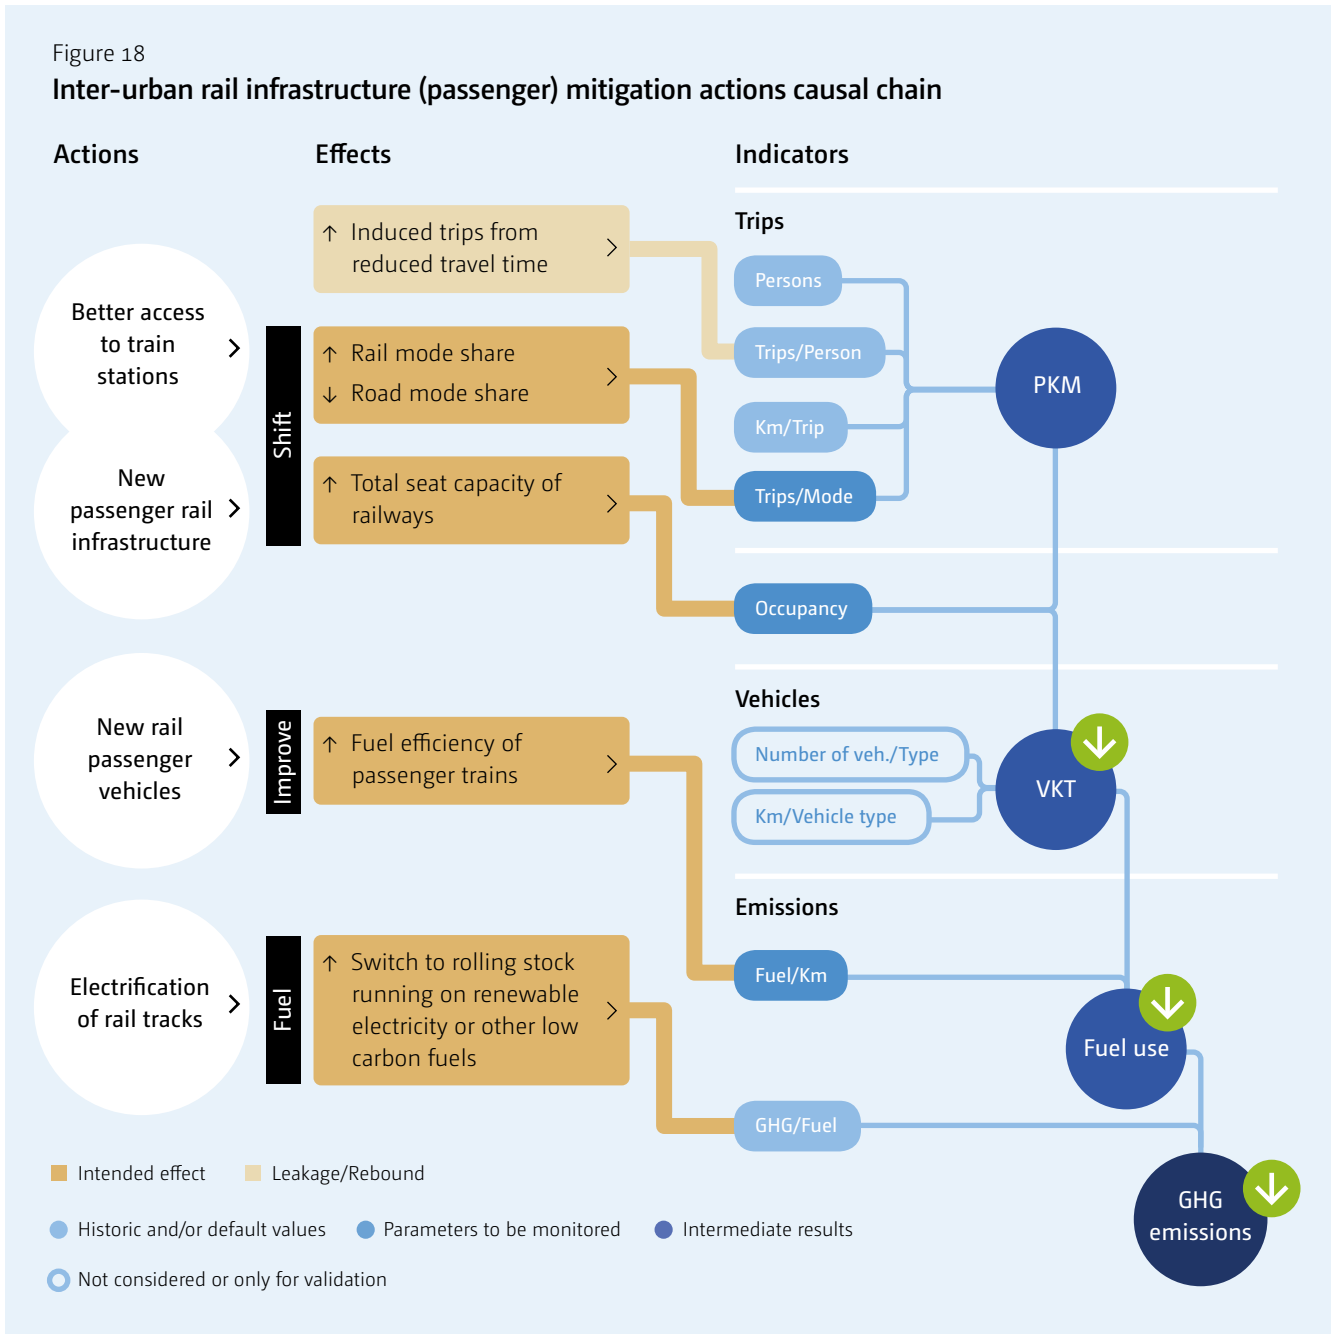 Figure 18
Inter-urban rail infrastructure (passenger) mitigation actions causal chain
Actions
Effects
Indicators
Better access
to train
stations
New
passenger rail
infrastructure
New rail
passenger
vehicles
Electrification
of rail tracks
Shift
Improve
Fuel
↑ Induced trips from
reduced travel time
↑ Rail mode share
↓ Road mode share
↑ Total seat capacity of
railways
↑ Fuel efficiency of
passenger trains
↑ Switch to rolling stock
running on renewable
electricity or other low
carbon fuels
Trips
Persons
Trips/Person
Km/Trip
Trips/Mode
PKM
Occupancy
Vehicles
Number of veh./Type
Km/Vehicle type
VKT
Emissions
Fuel/Km
Fuel use
GHG/Fuel
GHG
emissions
Intended effect
Leakage/Rebound
Historic and/or default values
Parameters to be monitored
Intermediate results
Not considered or only for validation